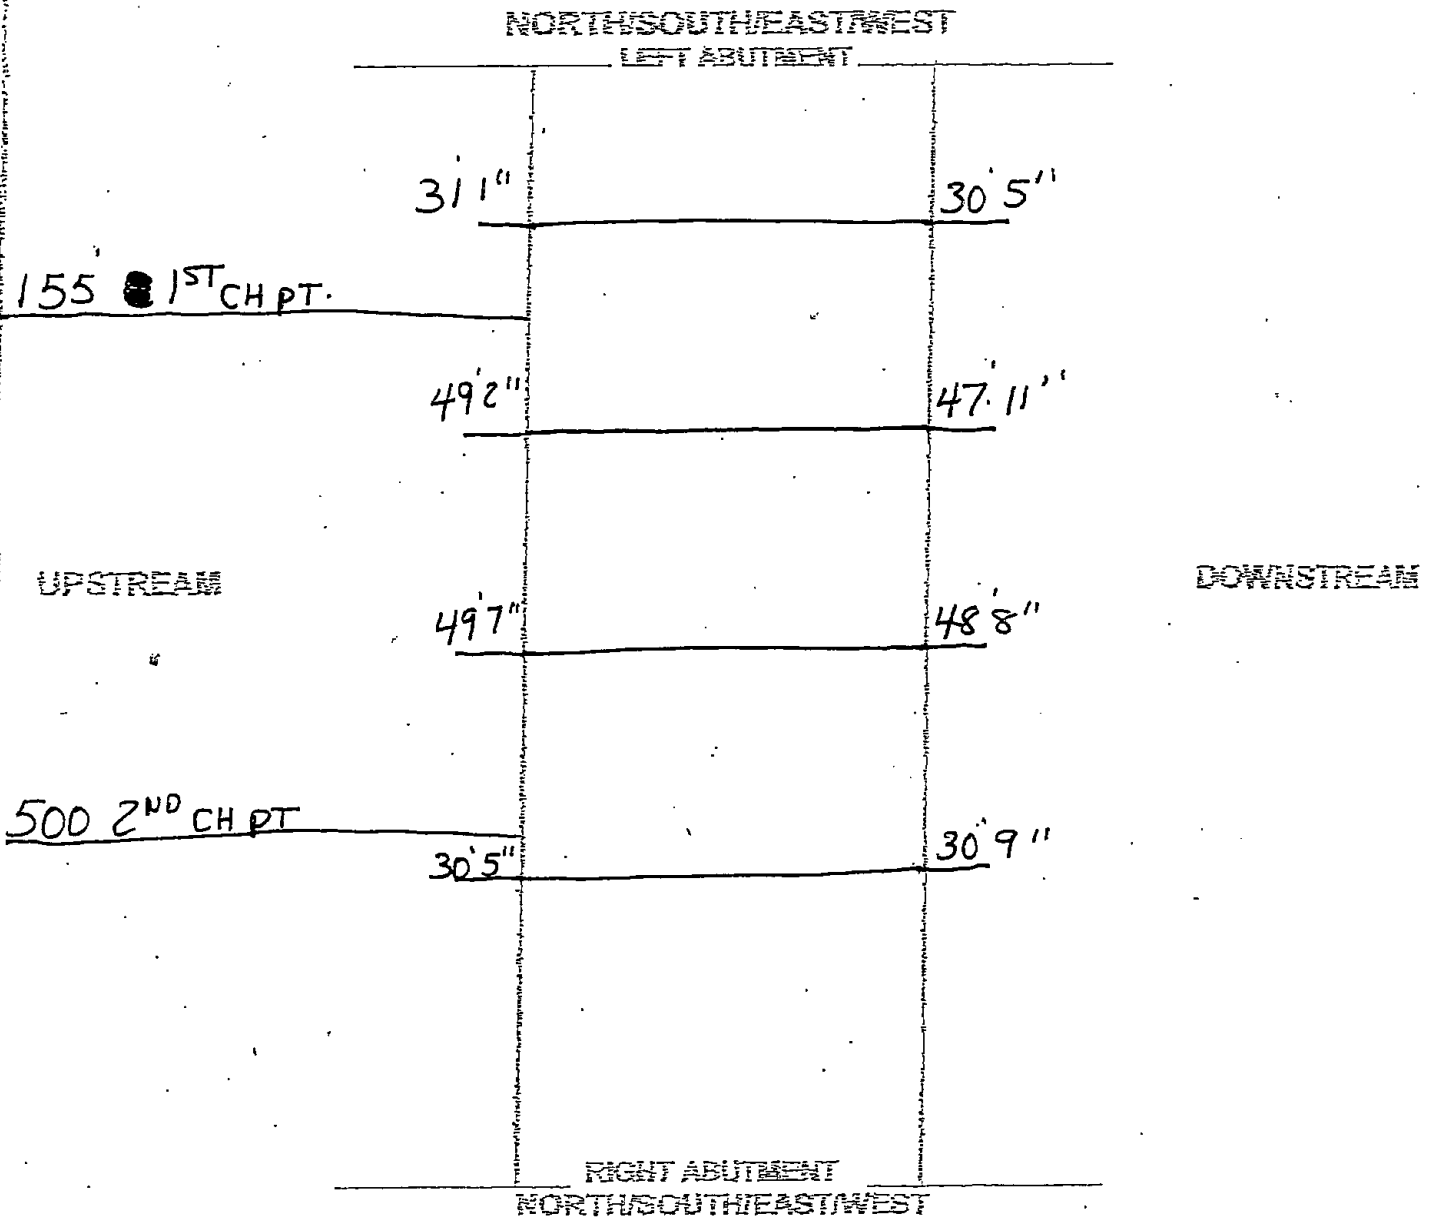 NORTH/SOUTH/EAST/WEST
LEFT ABUTMENT
31'1" 30'5"
155' 1ST CH PT.
49'2" 47'11"
UPSTREAM DOWNSTREAM
49'7" 48'8"
500 2ND CH PT
30'5" 30'9"
RIGHT ABUTMENT
NORTH/SOUTH/EAST/WEST